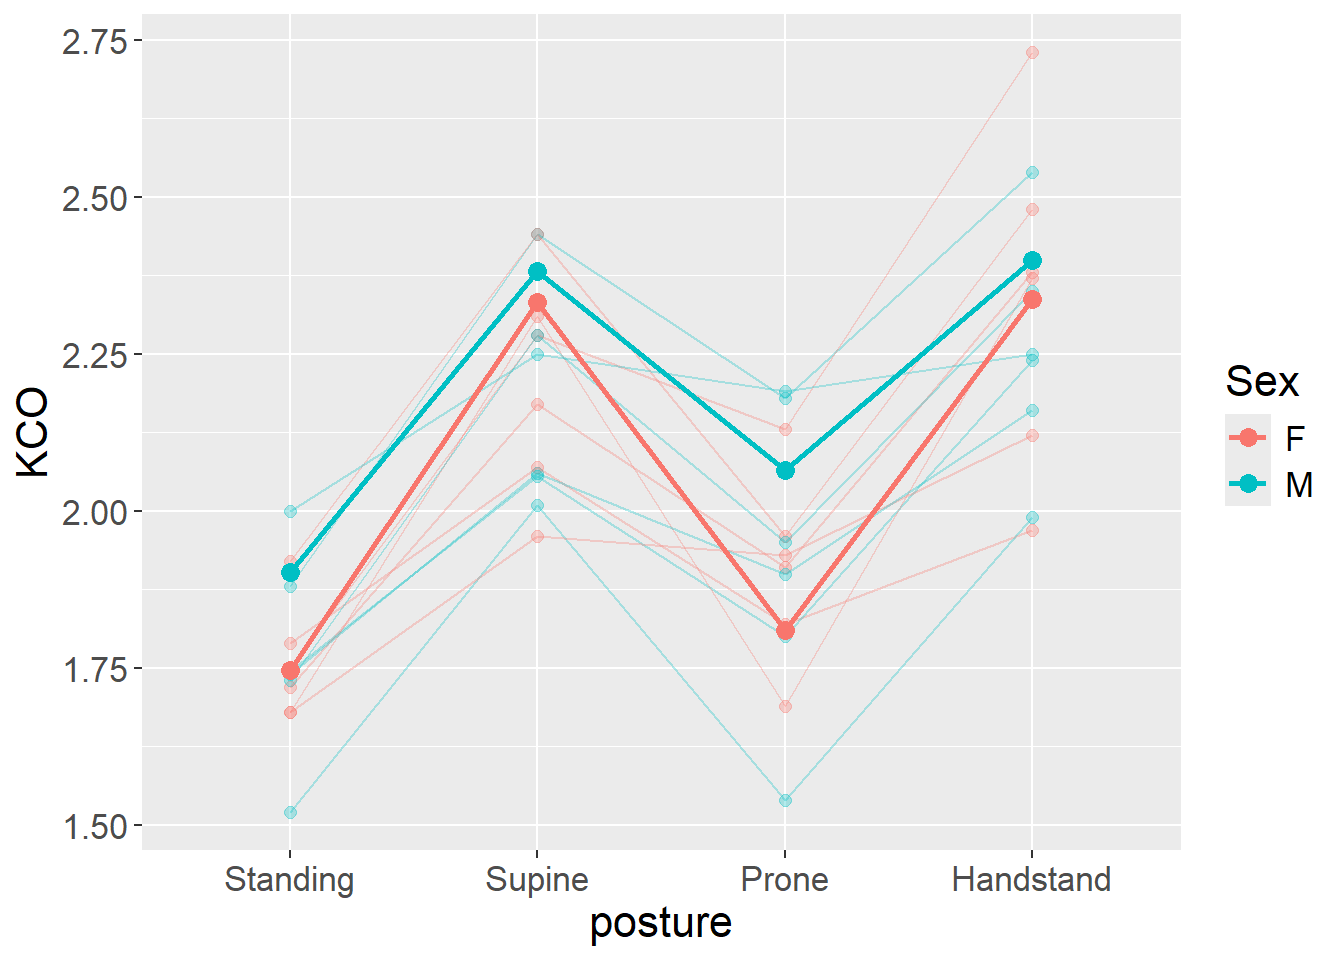 2.75
2.50
2.25
2.00
1.75
1.50
KCO
Standing Supine Prone Handstand
posture
Sex
F
M